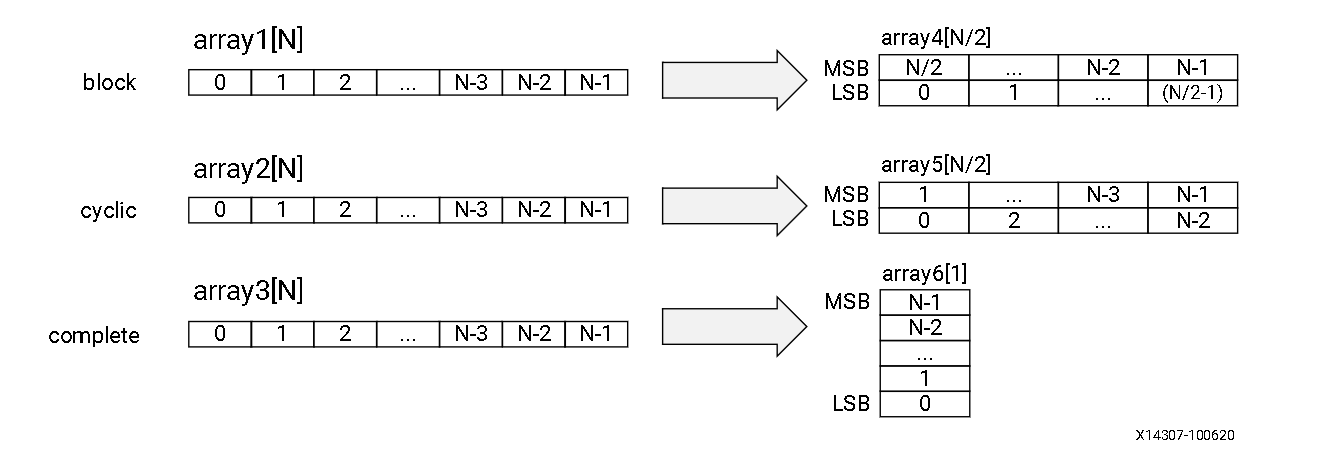 array1[N]
array4[N/2]
block 0 1 2 ... N-3 N-2 N-1
MSB N/2 ... N-2 N-1
LSB 0 1 ... (N/2-1)
array2[N]
array5[N/2]
cyclic 0 1 2 ... N-3 N-2 N-1
MSB 1 ... N-3 N-1
LSB 0 2 ... N-2
array3[N]
array6[1]
complete 0 1 2 ... N-3 N-2 N-1
MSB N-1
N-2
...
1
LSB 0
X14307-100620